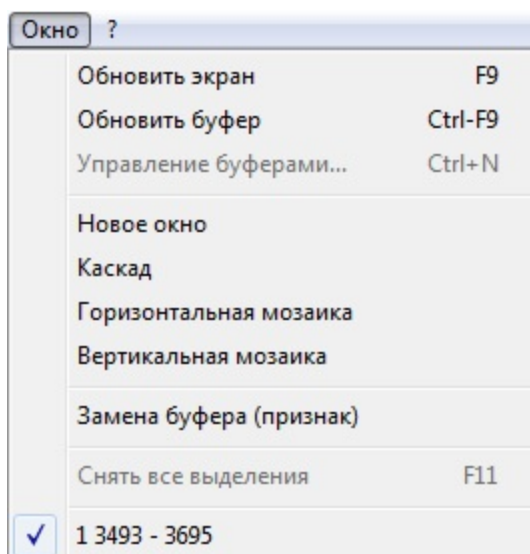 Окно ?
Обновить экран F9
Обновить буфер Ctrl-F9
Управление буферами... Ctrl+N
Новое окно
Каскад
Горизонтальная мозаика
Вертикальная мозаика
Замена буфера (признак)
Снять все выделения F11
1 3493 - 3695